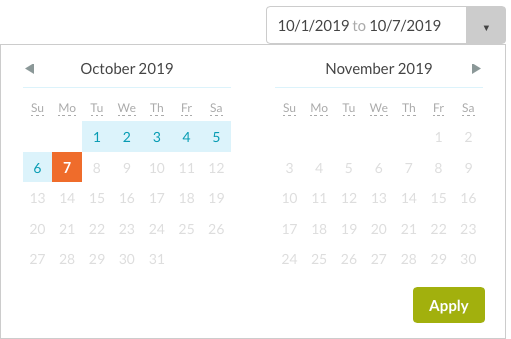 10/1/2019 to 10/7/2019
October 2019
Su Mo Tu We Th Fr Sa
1 2 3 4 5
6 7 8 9 10 11 12
13 14 15 16 17 18 19
20 21 22 23 24 25 26
27 28 29 30 31
November 2019
Su Mo Tu We Th Fr Sa
1 2
3 4 5 6 7 8 9
10 11 12 13 14 15 16
17 18 19 20 21 22 23
24 25 26 27 28 29 30
Apply